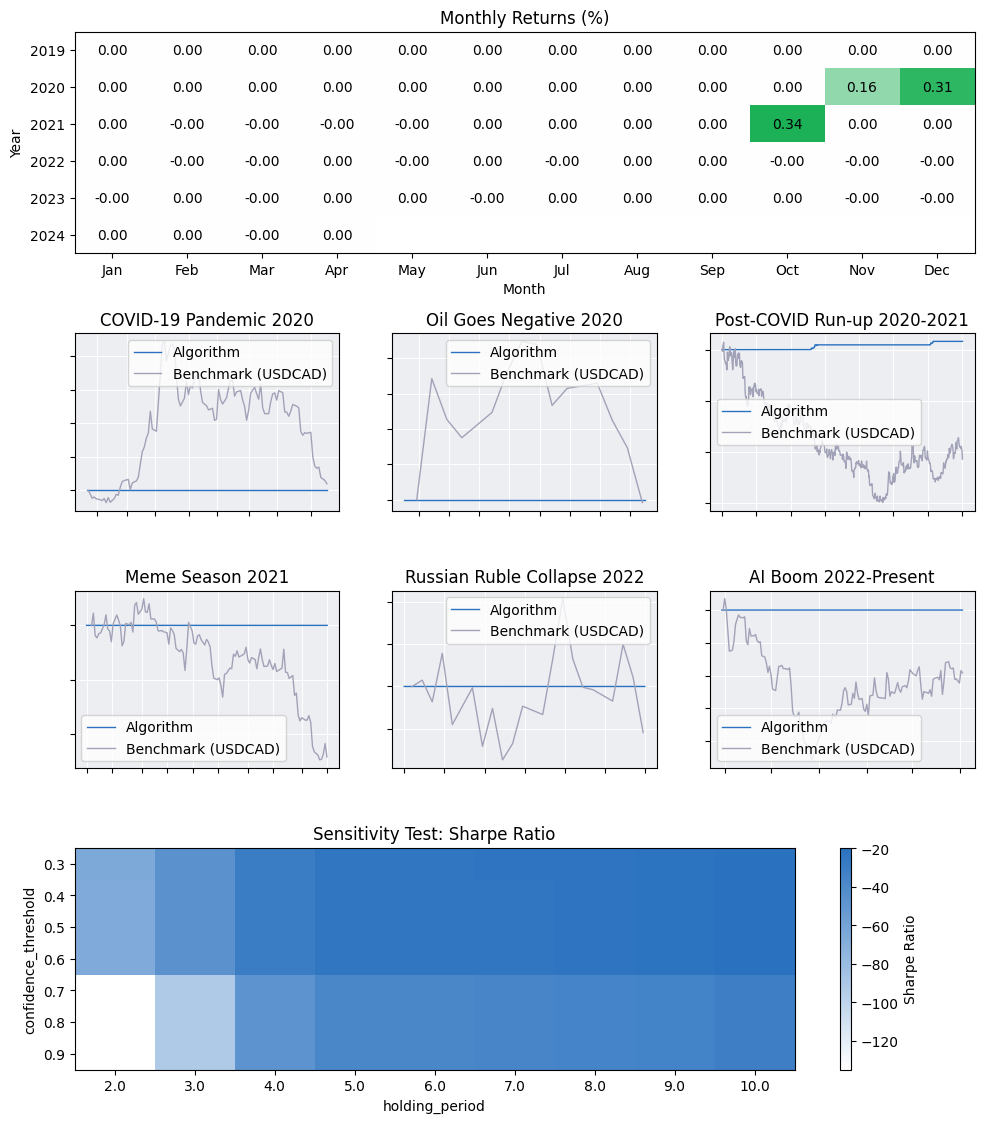 Monthly Returns (%)
2019 0.00 0.00 0.00 0.00 0.00 0.00 0.00 0.00 0.00 0.00 0.00 0.00
2020 0.00 0.00 0.00 0.00 0.00 0.00 0.00 0.00 0.00 0.00 0.16 0.31
2021 0.00 -0.00 -0.00 -0.00 -0.00 0.00 0.00 0.00 0.00 0.34 0.00 0.00
2022 0.00 -0.00 -0.00 0.00 -0.00 0.00 -0.00 0.00 0.00 -0.00 -0.00 -0.00
2023 -0.00 0.00 -0.00 0.00 0.00 -0.00 0.00 0.00 0.00 0.00 -0.00 -0.00
2024 0.00 0.00 -0.00 0.00
Year
Jan Feb Mar Apr May Jun Jul Aug Sep Oct Nov Dec
Month
COVID-19 Pandemic 2020
Algorithm
Benchmark (USDCAD)
Oil Goes Negative 2020
Algorithm
Benchmark (USDCAD)
Post-COVID Run-up 2020-2021
Algorithm
Benchmark (USDCAD)
Meme Season 2021
Algorithm
Benchmark (USDCAD)
Russian Ruble Collapse 2022
Algorithm
Benchmark (USDCAD)
AI Boom 2022-Present
Algorithm
Benchmark (USDCAD)
Sensitivity Test: Sharpe Ratio
confidence_threshold
0.3
0.4
0.5
0.6
0.7
0.8
0.9
2.0 3.0 4.0 5.0 6.0 7.0 8.0 9.0 10.0
holding_period
−20
−40
−60
−80
−100
−120
Sharpe Ratio